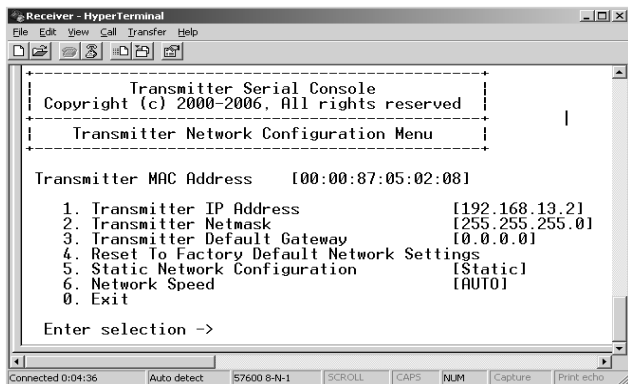 Receiver - HyperTerminal
File Edit View Call Transfer Help
Transmitter Serial Console
Copyright (c) 2000-2006, All rights reserved
Transmitter Network Configuration Menu
Transmitter MAC Address [00:00:87:05:02:08]
1. Transmitter IP Address [192.168.13.2]
2. Transmitter Netmask [255.255.255.0]
3. Transmitter Default Gateway [0.0.0.0]
4. Reset To Factory Default Network Settings
5. Static Network Configuration [Static]
6. Network Speed [AUTO]
0. Exit
Enter selection ->
Connected 0:04:36 Auto detect 57600 8-N-1 SCROLL CAPS NUM Capture Print echo